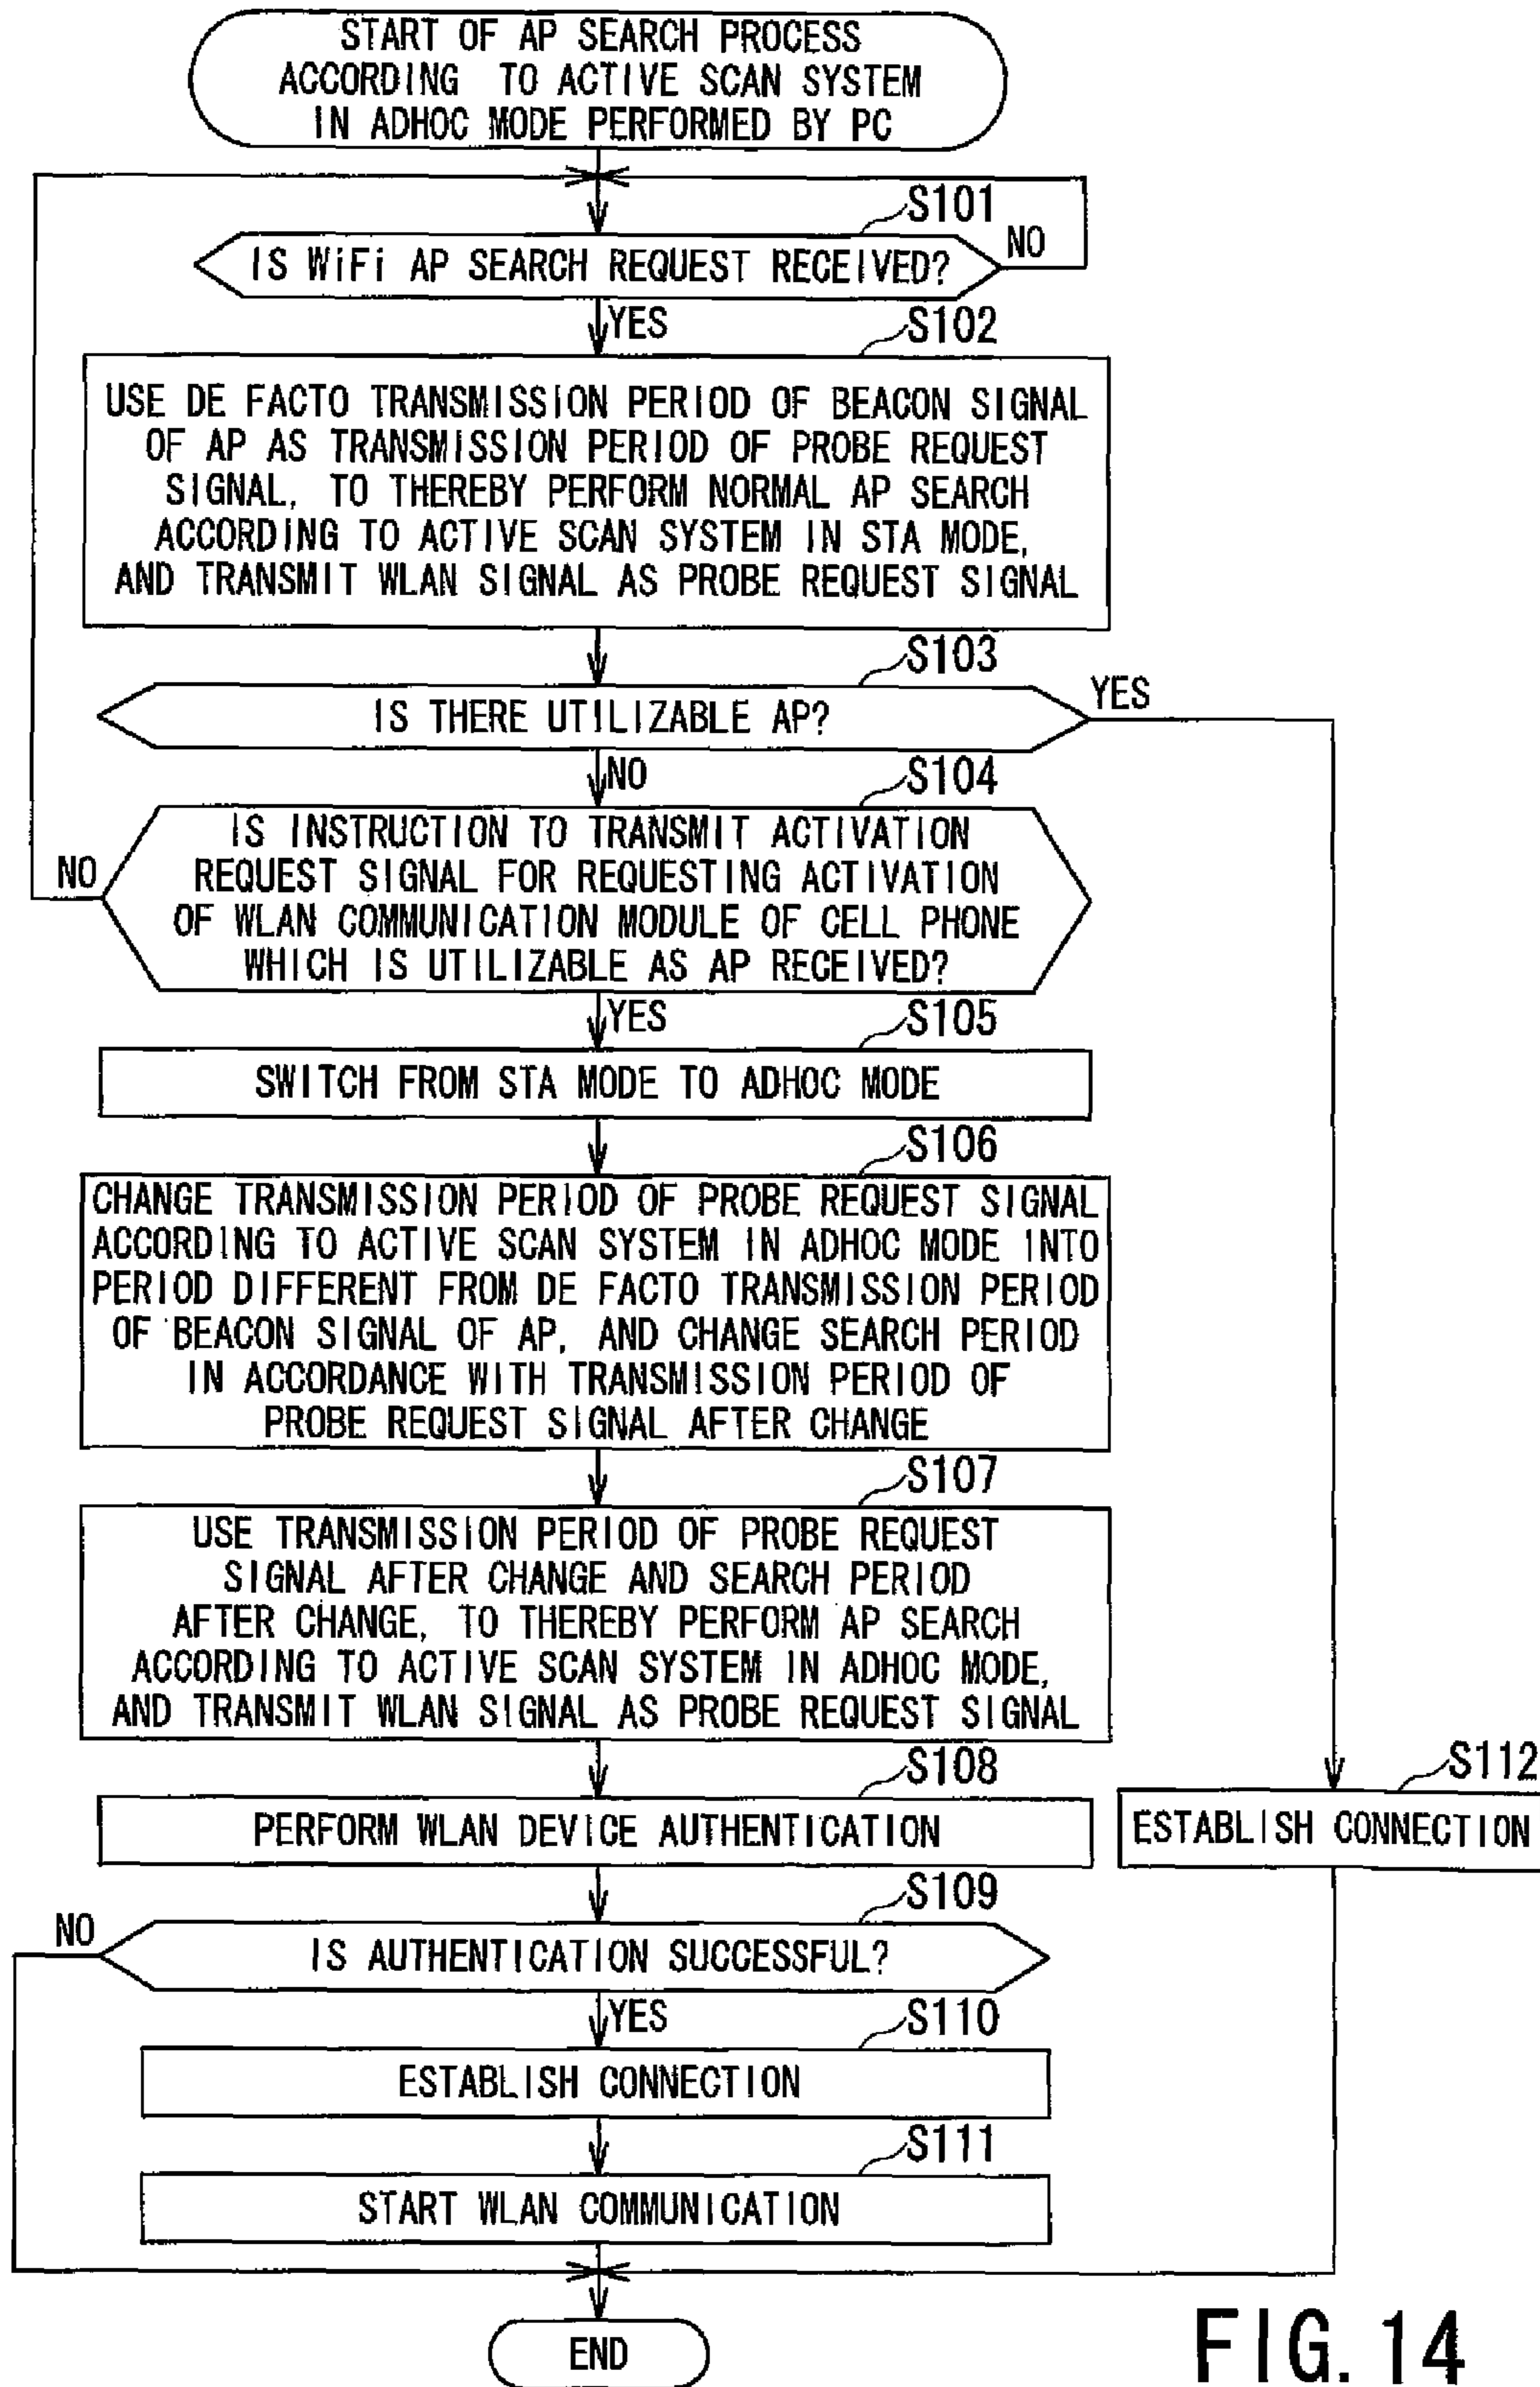 START OF AP SEARCH PROCESS
ACCORDING TO ACTIVE SCAN SYSTEM
IN ADHOC MODE PERFORMED BY PC
S101
IS WiFi AP SEARCH REQUEST RECEIVED?
NO
YES
S102
USE DE FACTO TRANSMISSION PERIOD OF BEACON SIGNAL
OF AP AS TRANSMISSION PERIOD OF PROBE REQUEST
SIGNAL, TO THEREBY PERFORM NORMAL AP SEARCH
ACCORDING TO ACTIVE SCAN SYSTEM IN STA MODE,
AND TRANSMIT WLAN SIGNAL AS PROBE REQUEST SIGNAL
S103
IS THERE UTILIZABLE AP?
YES
NO
S104
IS INSTRUCTION TO TRANSMIT ACTIVATION
REQUEST SIGNAL FOR REQUESTING ACTIVATION
OF WLAN COMMUNICATION MODULE OF CELL PHONE
WHICH IS UTILIZABLE AS AP RECEIVED?
NO
YES
S105
SWITCH FROM STA MODE TO ADHOC MODE
S106
CHANGE TRANSMISSION PERIOD OF PROBE REQUEST SIGNAL
ACCORDING TO ACTIVE SCAN SYSTEM IN ADHOC MODE INTO
PERIOD DIFFERENT FROM DE FACTO TRANSMISSION PERIOD
OF BEACON SIGNAL OF AP, AND CHANGE SEARCH PERIOD
IN ACCORDANCE WITH TRANSMISSION PERIOD OF
PROBE REQUEST SIGNAL AFTER CHANGE
S107
USE TRANSMISSION PERIOD OF PROBE REQUEST
SIGNAL AFTER CHANGE AND SEARCH PERIOD
AFTER CHANGE, TO THEREBY PERFORM AP SEARCH
ACCORDING TO ACTIVE SCAN SYSTEM IN ADHOC MODE,
AND TRANSMIT WLAN SIGNAL AS PROBE REQUEST SIGNAL
S108
PERFORM WLAN DEVICE AUTHENTICATION
S112
ESTABLISH CONNECTION
S109
IS AUTHENTICATION SUCCESSFUL?
NO
YES
S110
ESTABLISH CONNECTION
S111
START WLAN COMMUNICATION
END
FIG. 14